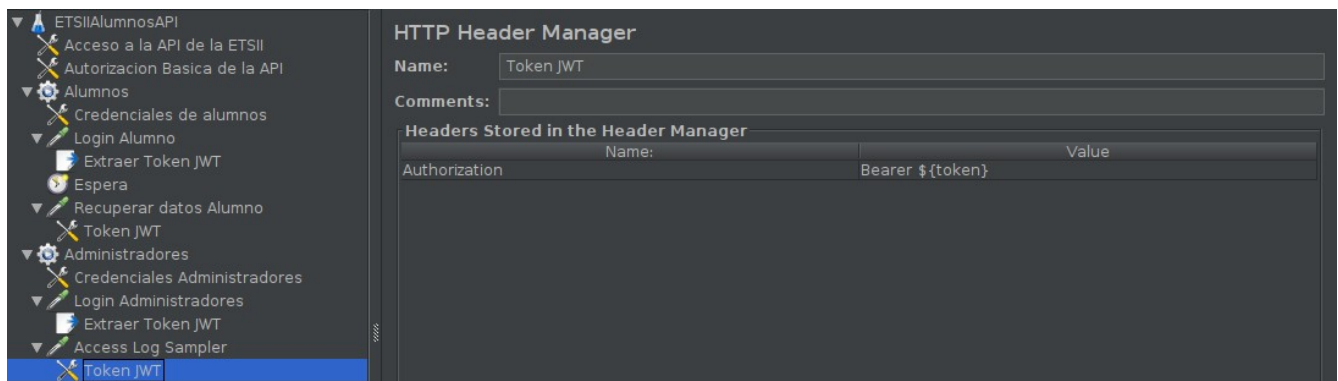 ETSIIAlumnosAPI
Acceso a la API de la ETSII
Autorizacion Basica de la API
Alumnos
Credenciales de alumnos
Login Alumno
Extraer Token JWT
Espera
Recuperar datos Alumno
Token JWT
Administradores
Credenciales Administradores
Login Administradores
Extraer Token JWT
Access Log Sampler
Token JWT
HTTP Header Manager
Name: Token JWT
Comments:
Headers Stored in the Header Manager
Name: Value
Authorization Bearer ${token}